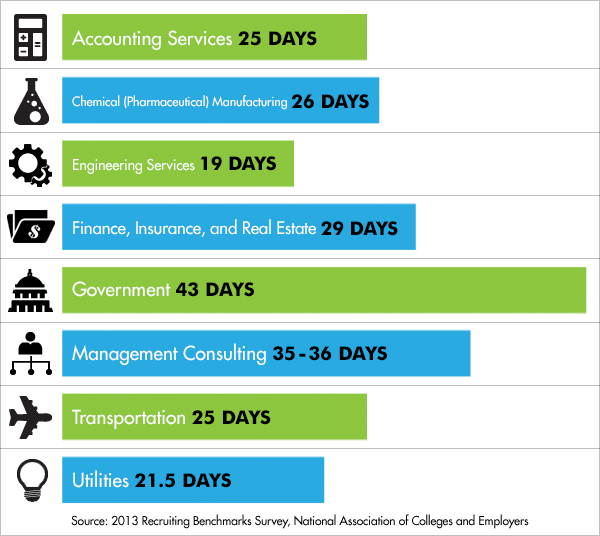 Accounting Services 25 DAYS
Chemical (Pharmaceutical) Manufacturing 26 DAYS
Engineering Services 19 DAYS
$
Finance, Insurance, and Real Estate 29 DAYS
Government 43 DAYS
Management Consulting 35-36 DAYS
Transportation 25 DAYS
Utilities 21.5 DAYS
Source: 2013 Recruiting Benchmarks Survey, National Association of Colleges and Employers